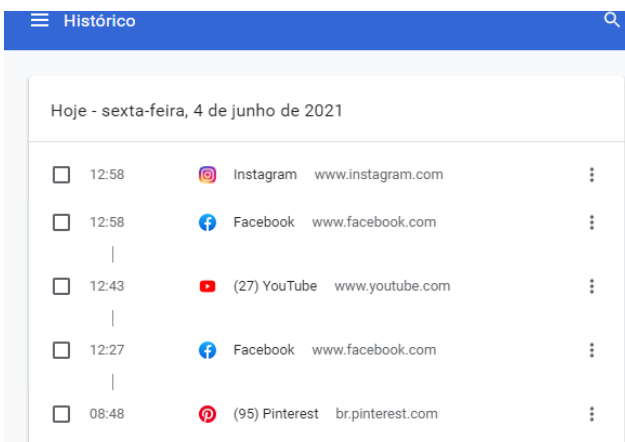 Histórico
Hoje - sexta-feira, 4 de junho de 2021
12:58 Instagram www.instagram.com
12:58 Facebook www.facebook.com
12:43 (27) YouTube www.youtube.com
12:27 Facebook www.facebook.com
08:48 (95) Pinterest br.pinterest.com